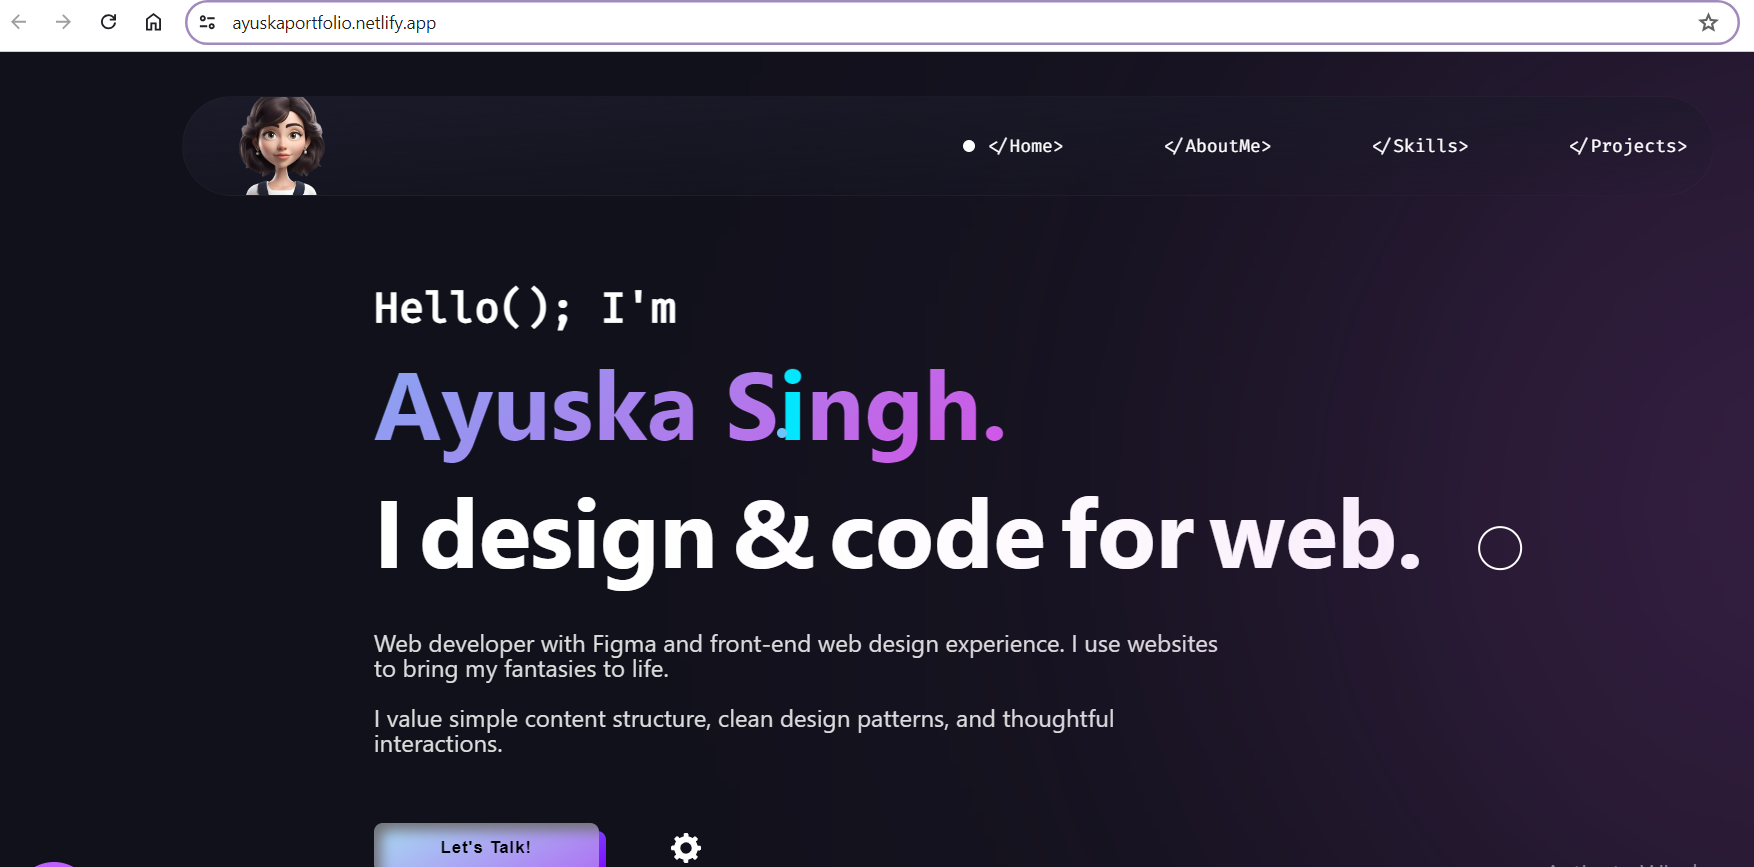 ayuskaportfolio.netlify.app
</Home> </AboutMe> </Skills> </Projects>
Hello(); I'm
Ayuska Singh.
I design & code for web.
Web developer with Figma and front-end web design experience. I use websites
to bring my fantasies to life.
I value simple content structure, clean design patterns, and thoughtful
interactions.
Let's Talk!